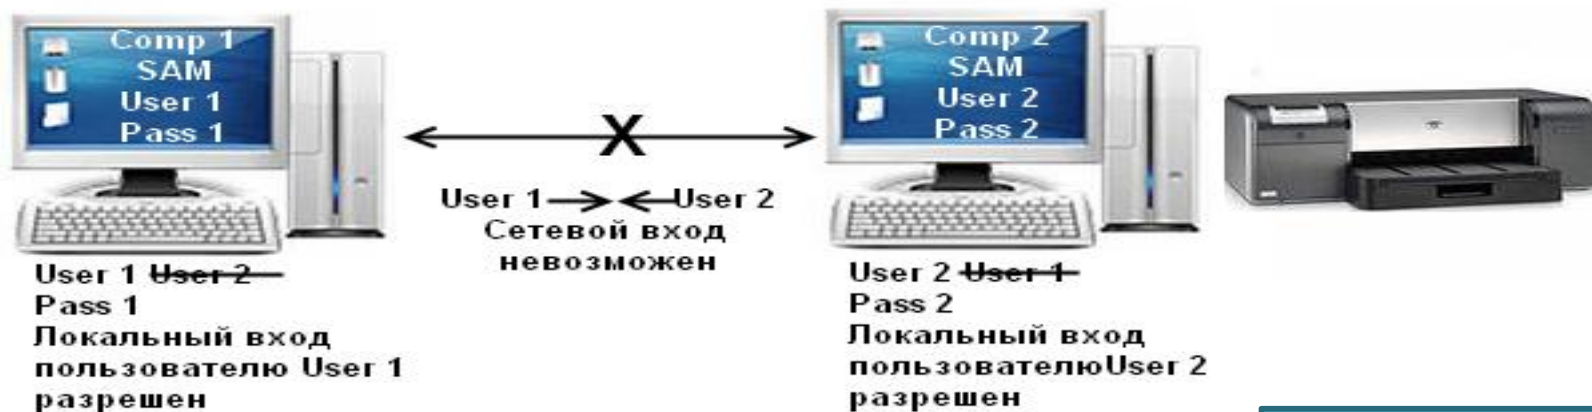 Comp 1
SAM
User 1
Pass 1
Comp 2
SAM
User 2
Pass 2
X
User 1 User 2
Сетевой вход
невозможен
User 1 User 2
Pass 1
Локальный вход
пользователю User 1
разрешен
User 2 User 1
Pass 2
Локальный вход
пользователюUser 2
разрешен